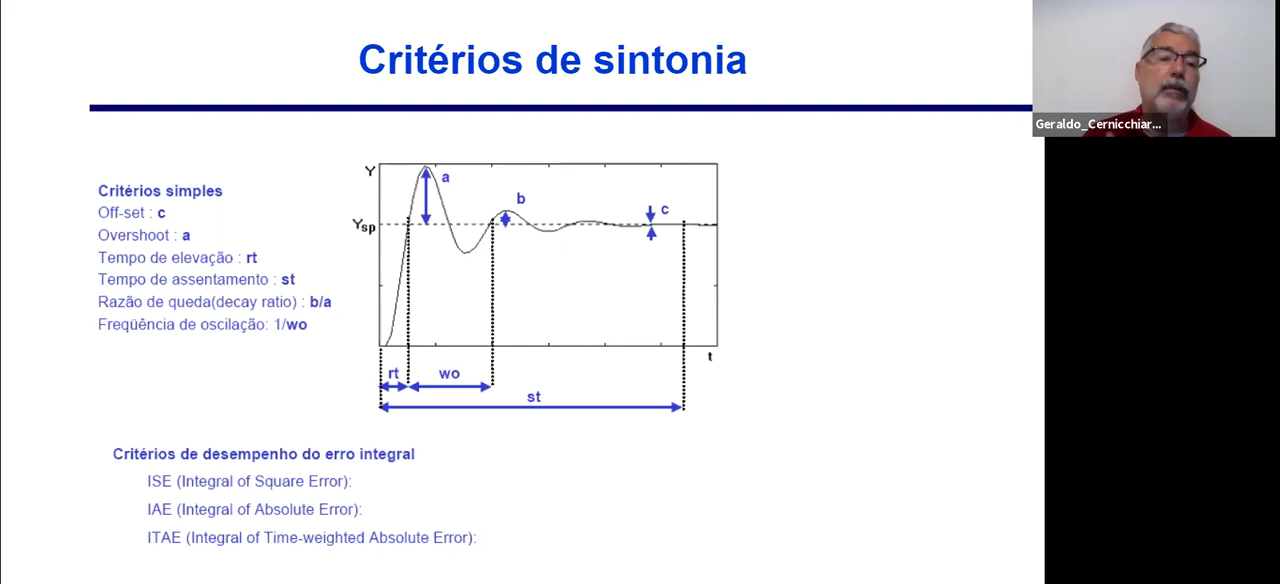 Critérios de sintonia
Geraldo_Cernicchiar...
Critérios simples
Off-set : c
Overshoot : a
Tempo de elevação : rt
Tempo de assentamento : st
Razão de queda(decay ratio) : b/a
Freqüência de oscilação: 1/wo
Y
a
b
c
Ysp
t
rt
wo
st
Critérios de desempenho do erro integral
ISE (Integral of Square Error):
IAE (Integral of Absolute Error):
ITAE (Integral of Time-weighted Absolute Error):